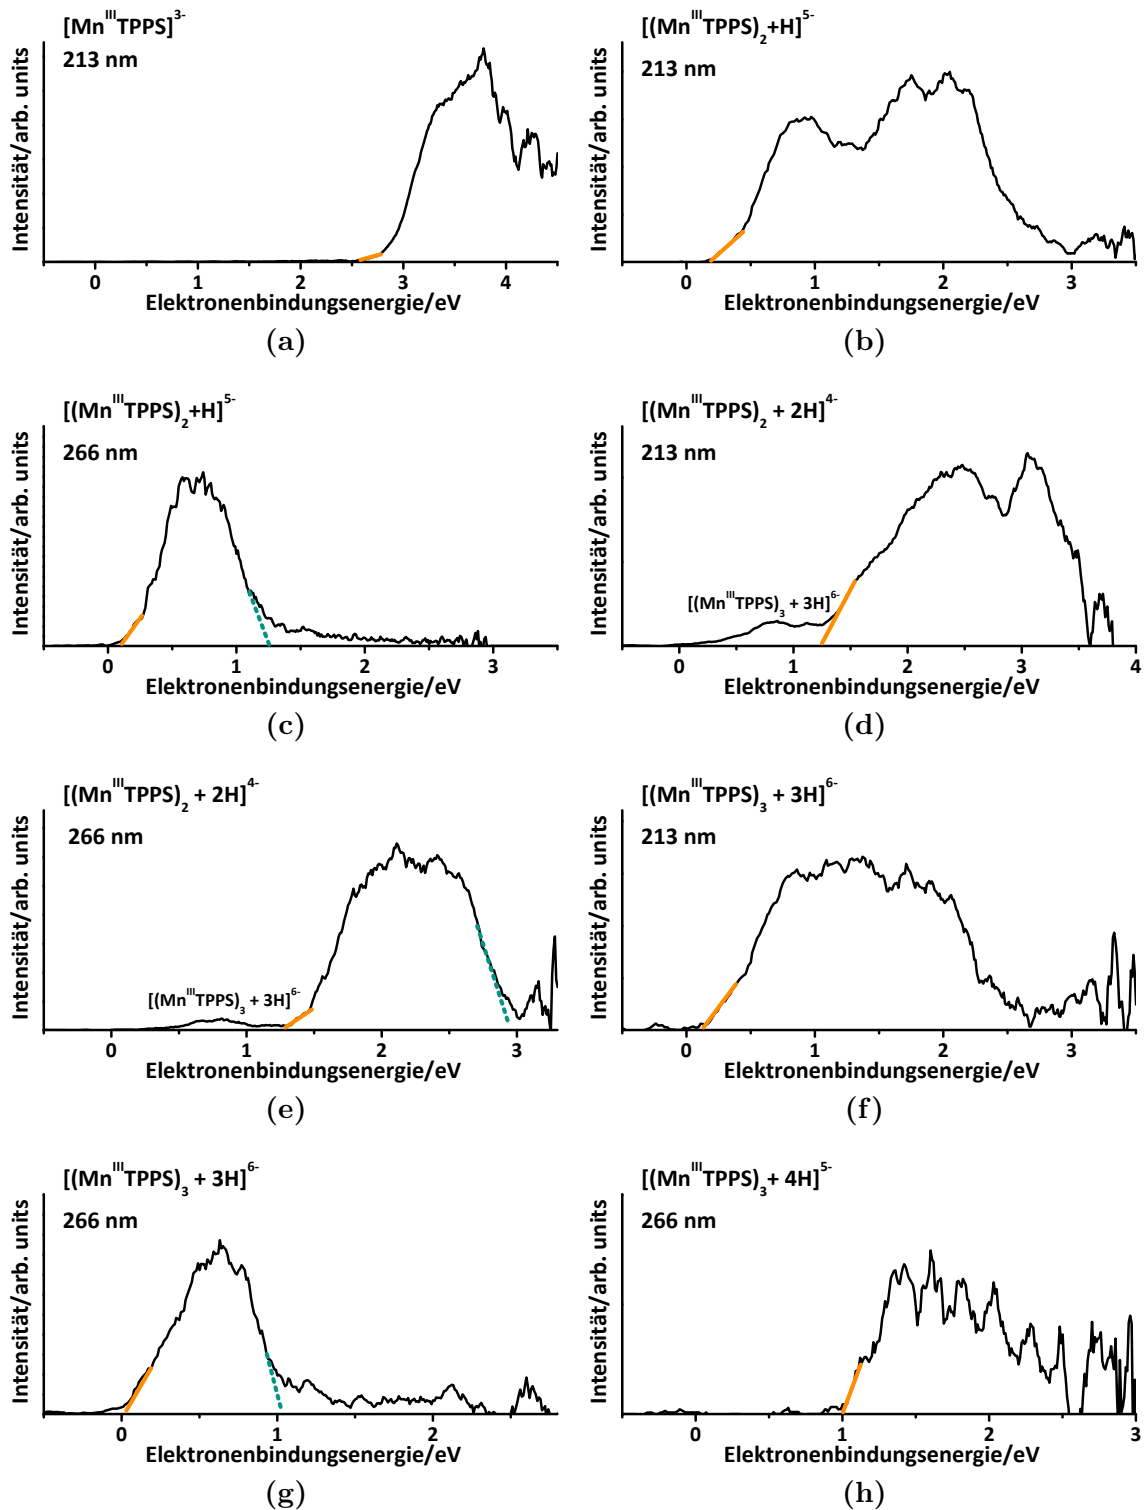 [Mn^III TPPS]^3-
213 nm
Intensität/arb. units
0 1 2 3 4
Elektronenbindungsenergie/eV
(a)
[(Mn^III TPPS)_2+H]^5-
213 nm
Intensität/arb. units
0 1 2 3
Elektronenbindungsenergie/eV
(b)
[(Mn^III TPPS)_2+H]^5-
266 nm
Intensität/arb. units
0 1 2 3
Elektronenbindungsenergie/eV
(c)
[(Mn^III TPPS)_2 + 2H]^4-
213 nm
[(Mn^III TPPS)_3 + 3H]^6-
Intensität/arb. units
0 1 2 3 4
Elektronenbindungsenergie/eV
(d)
[(Mn^III TPPS)_2 + 2H]^4-
266 nm
[(Mn^III TPPS)_3 + 3H]^6-
Intensität/arb. units
0 1 2 3
Elektronenbindungsenergie/eV
(e)
[(Mn^III TPPS)_3 + 3H]^6-
213 nm
Intensität/arb. units
0 1 2 3
Elektronenbindungsenergie/eV
(f)
[(Mn^III TPPS)_3 + 3H]^6-
266 nm
Intensität/arb. units
0 1 2
Elektronenbindungsenergie/eV
(g)
[(Mn^III TPPS)_3+ 4H]^5-
266 nm
Intensität/arb. units
0 1 2 3
Elektronenbindungsenergie/eV
(h)